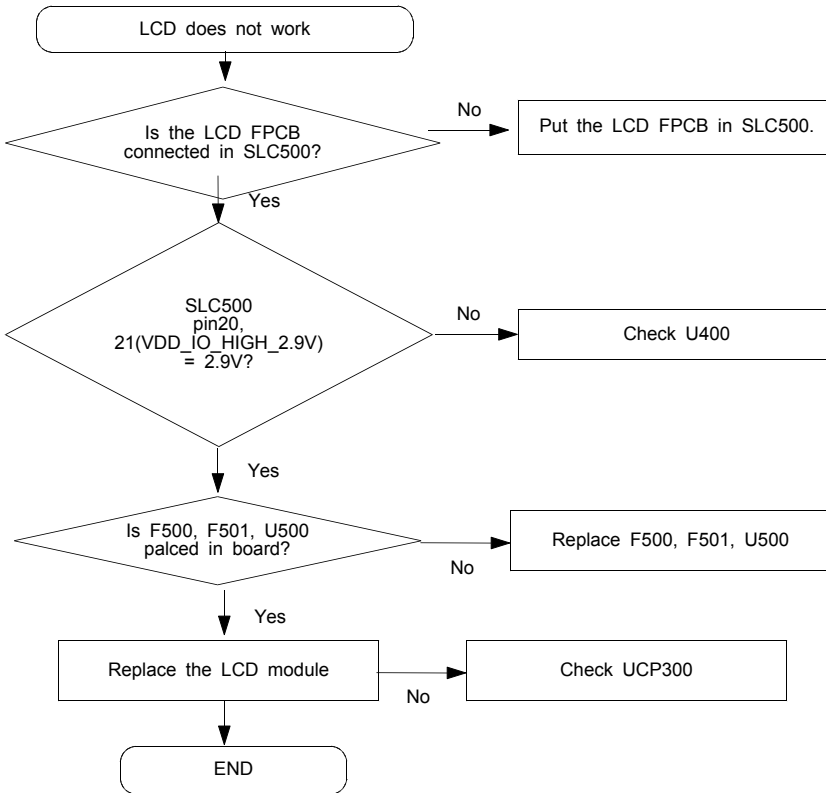 LCD does not work
Is the LCD FPCB
connected in SLC500?
No
Put the LCD FPCB in SLC500.
Yes
SLC500
pin20,
21(VDD_IO_HIGH_2.9V)
= 2.9V?
No
Check U400
Yes
Is F500, F501, U500
palced in board?
No
Replace F500, F501, U500
Yes
Replace the LCD module
No
Check UCP300
END